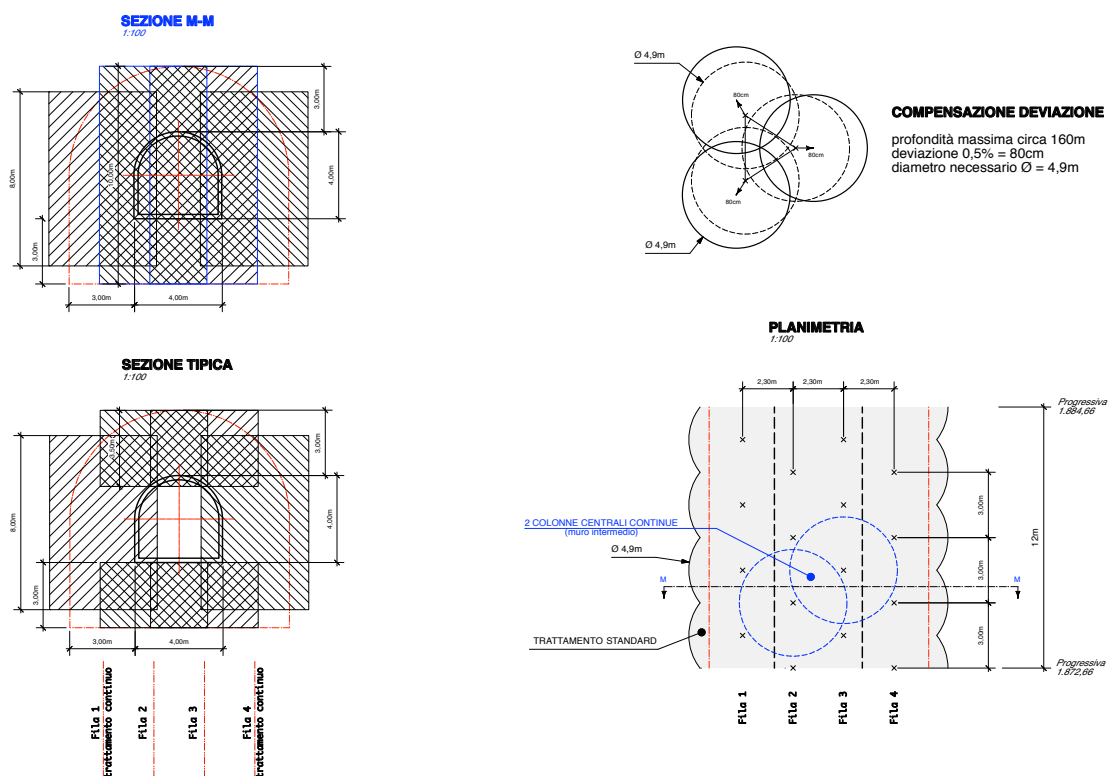 SEZIONE M-M
1:100
3,00m
8,00m
10,00m
4,00m
3,00m
3,00m
4,00m
Ø 4,9m
80cm
80cm
80cm
Ø 4,9m
COMPENSAZIONE DEVIAZIONE
profondità massima circa 160m
deviazione 0,5% = 80cm
diametro necessario Ø = 4,9m
SEZIONE TIPICA
1:100
3,00m
3,50m
8,00m
4,00m
3,00m
3,00m
4,00m
Fila 1
trattamento continuo
Fila 2
Fila 3
Fila 4
trattamento continuo
PLANIMETRIA
1:100
2,30m
2,30m
2,30m
Progressiva
1.884,66
3,00m
3,00m
3,00m
12m
2 COLONNE CENTRALI CONTINUE
(muro intermedio)
Ø 4,9m
M
M
TRATTAMENTO STANDARD
Progressiva
1.872,66
Fila 1
Fila 2
Fila 3
Fila 4